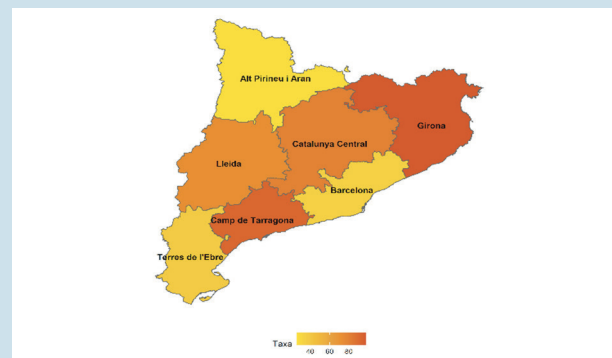 Alt Pirineu i Aran
Girona
Catalunya Central
Lleida
Barcelona
Camp de Tarragona
Terres de l'Ebre
Taxa
40 60 80